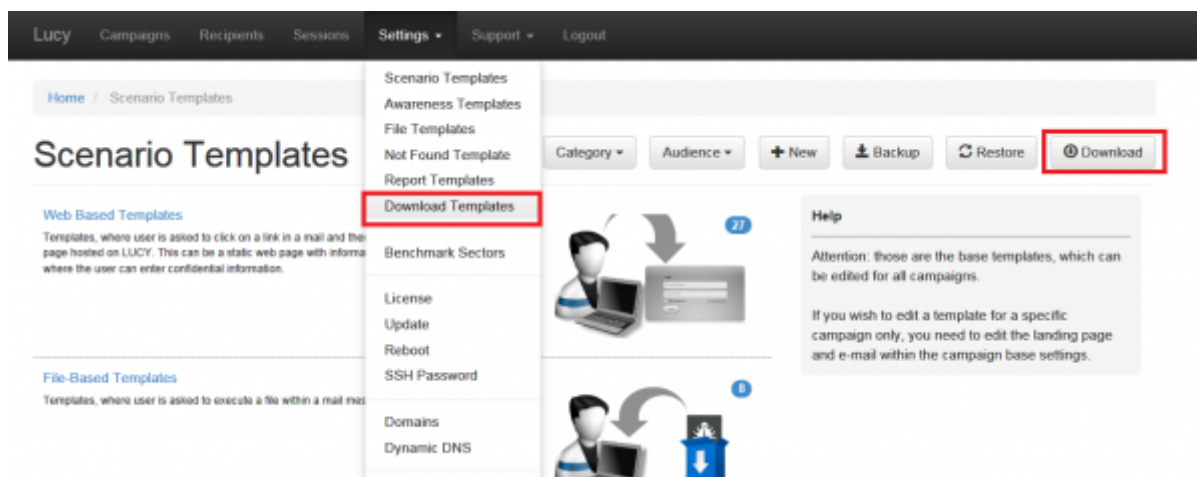 Lucy Campaigns Recipients Sessions Settings Support Logout
Home / Scenario Templates
Scenario Templates
Category Audience New Backup Restore Download
Scenario Templates
Awareness Templates
File Templates
Not Found Template
Report Templates
Download Templates
Benchmark Sectors
License
Update
Reboot
SSH Password
Domains
Dynamic DNS
Web Based Templates
Templates, where user is asked to click on a link in a mail and the
page hosted on LUCY. This can be a static web page with informa
where the user can enter confidential information.
27
File-Based Templates
Templates, where user is asked to execute a file within a mail mes
8
Help
Attention: those are the base templates, which can
be edited for all campaigns.
If you wish to edit a template for a specific
campaign only, you need to edit the landing page
and e-mail within the campaign base settings.